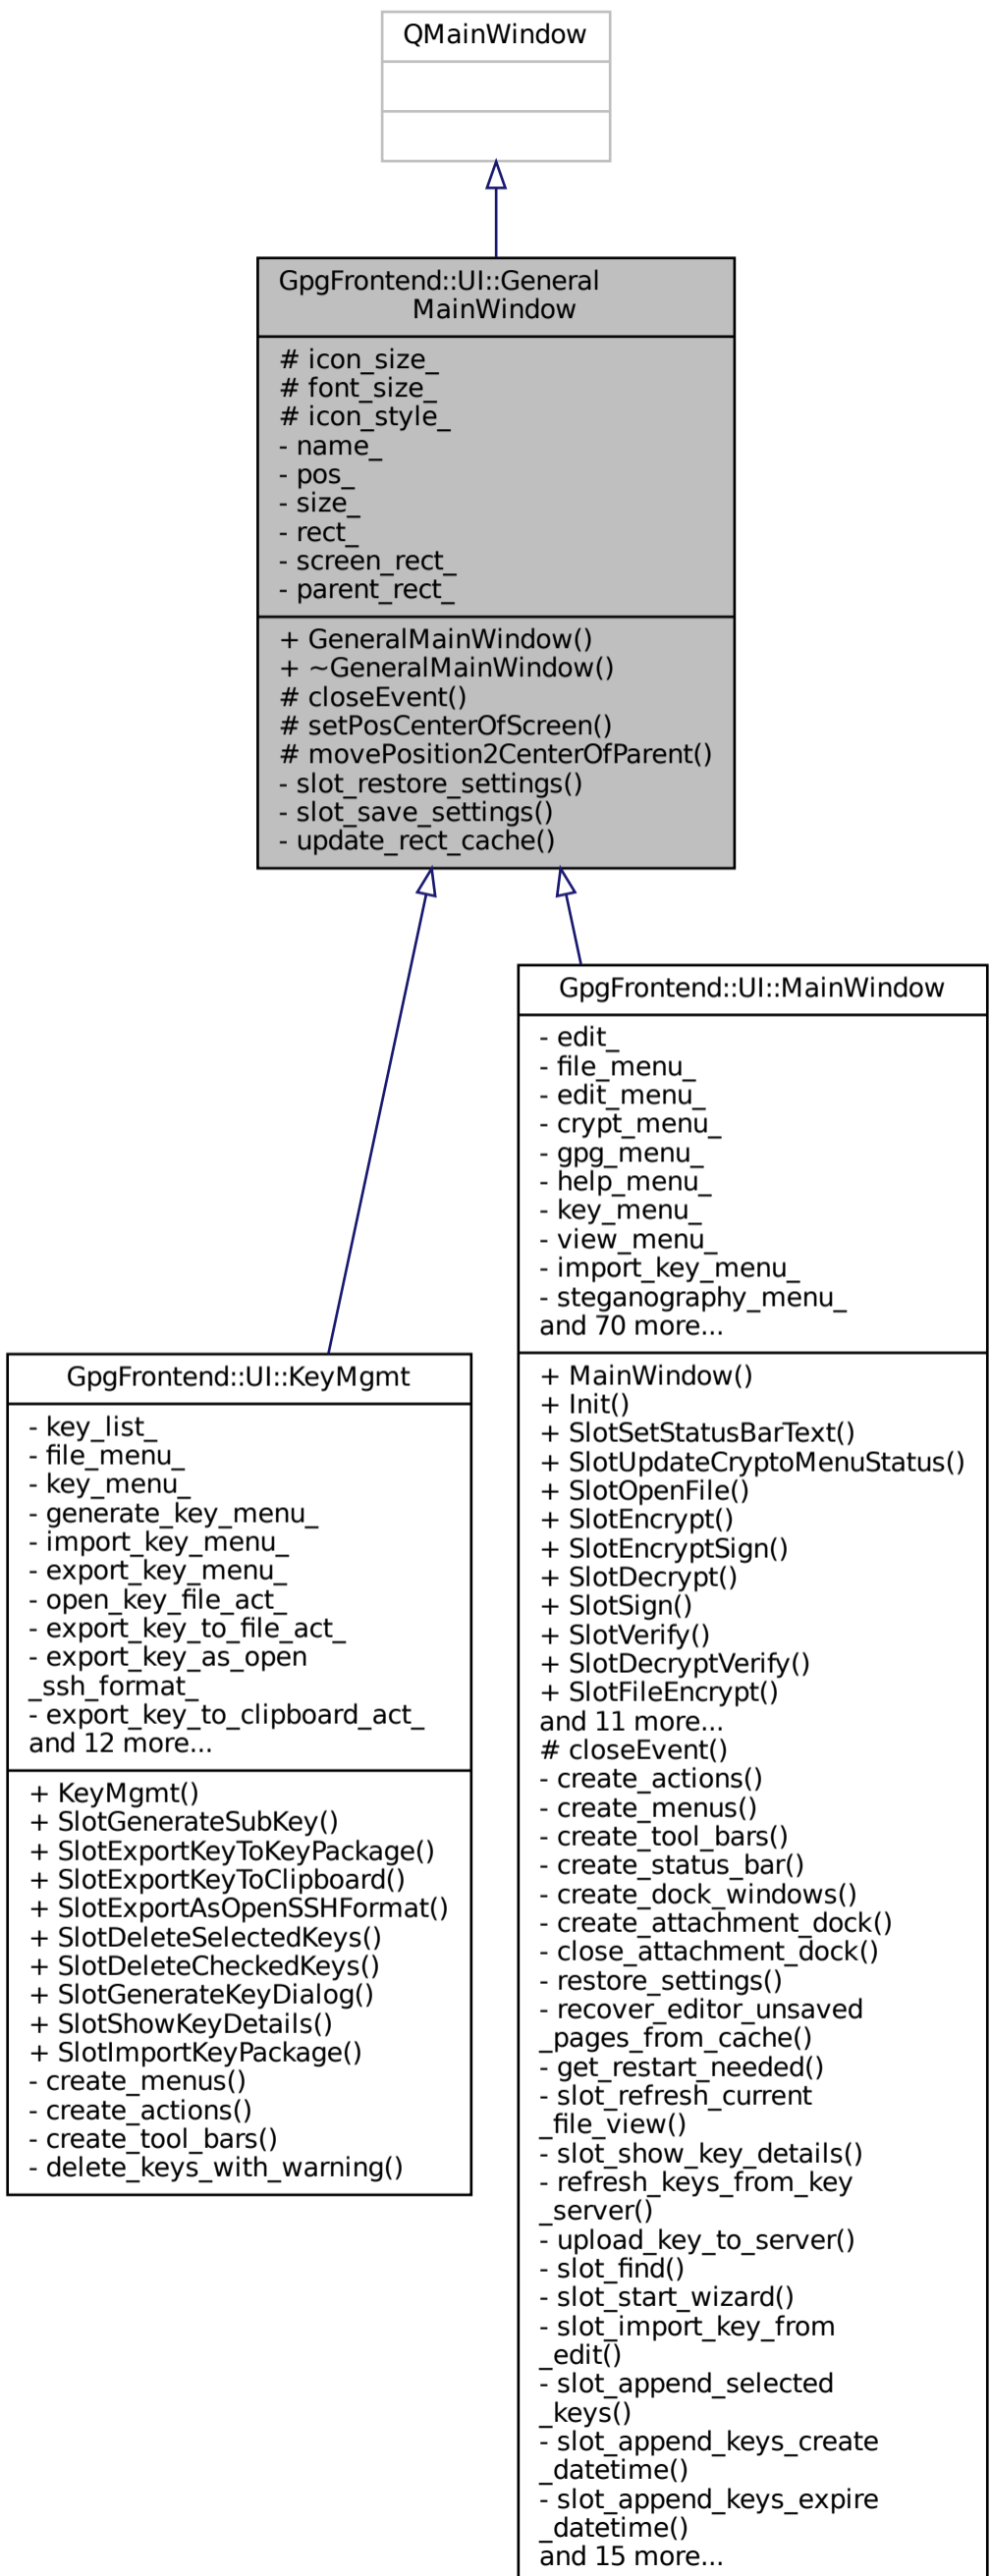 QMainWindow
GpgFrontend::UI::General
MainWindow
# icon_size_
# font_size_
# icon_style_
- name_
- pos_
- size_
- rect_
- screen_rect_
- parent_rect_
+ GeneralMainWindow()
+ ~GeneralMainWindow()
# closeEvent()
# setPosCenterOfScreen()
# movePosition2CenterOfParent()
- slot_restore_settings()
- slot_save_settings()
- update_rect_cache()
GpgFrontend::UI::KeyMgmt
- key_list_
- file_menu_
- key_menu_
- generate_key_menu_
- import_key_menu_
- export_key_menu_
- open_key_file_act_
- export_key_to_file_act_
- export_key_as_open
_ssh_format_
- export_key_to_clipboard_act_
and 12 more...
+ KeyMgmt()
+ SlotGenerateSubKey()
+ SlotExportKeyToKeyPackage()
+ SlotExportKeyToClipboard()
+ SlotExportAsOpenSSHFormat()
+ SlotDeleteSelectedKeys()
+ SlotDeleteCheckedKeys()
+ SlotGenerateKeyDialog()
+ SlotShowKeyDetails()
+ SlotImportKeyPackage()
- create_menus()
- create_actions()
- create_tool_bars()
- delete_keys_with_warning()
GpgFrontend::UI::MainWindow
- edit_
- file_menu_
- edit_menu_
- crypt_menu_
- gpg_menu_
- help_menu_
- key_menu_
- view_menu_
- import_key_menu_
- steganography_menu_
and 70 more...
+ MainWindow()
+ Init()
+ SlotSetStatusBarText()
+ SlotUpdateCryptoMenuStatus()
+ SlotOpenFile()
+ SlotEncrypt()
+ SlotEncryptSign()
+ SlotDecrypt()
+ SlotSign()
+ SlotVerify()
+ SlotDecryptVerify()
+ SlotFileEncrypt()
and 11 more...
# closeEvent()
- create_actions()
- create_menus()
- create_tool_bars()
- create_status_bar()
- create_dock_windows()
- create_attachment_dock()
- close_attachment_dock()
- restore_settings()
- recover_editor_unsaved
_pages_from_cache()
- get_restart_needed()
- slot_refresh_current
_file_view()
- slot_show_key_details()
- refresh_keys_from_key
_server()
- upload_key_to_server()
- slot_find()
- slot_start_wizard()
- slot_import_key_from
_edit()
- slot_append_selected
_keys()
- slot_append_keys_create
_datetime()
- slot_append_keys_expire
_datetime()
and 15 more...